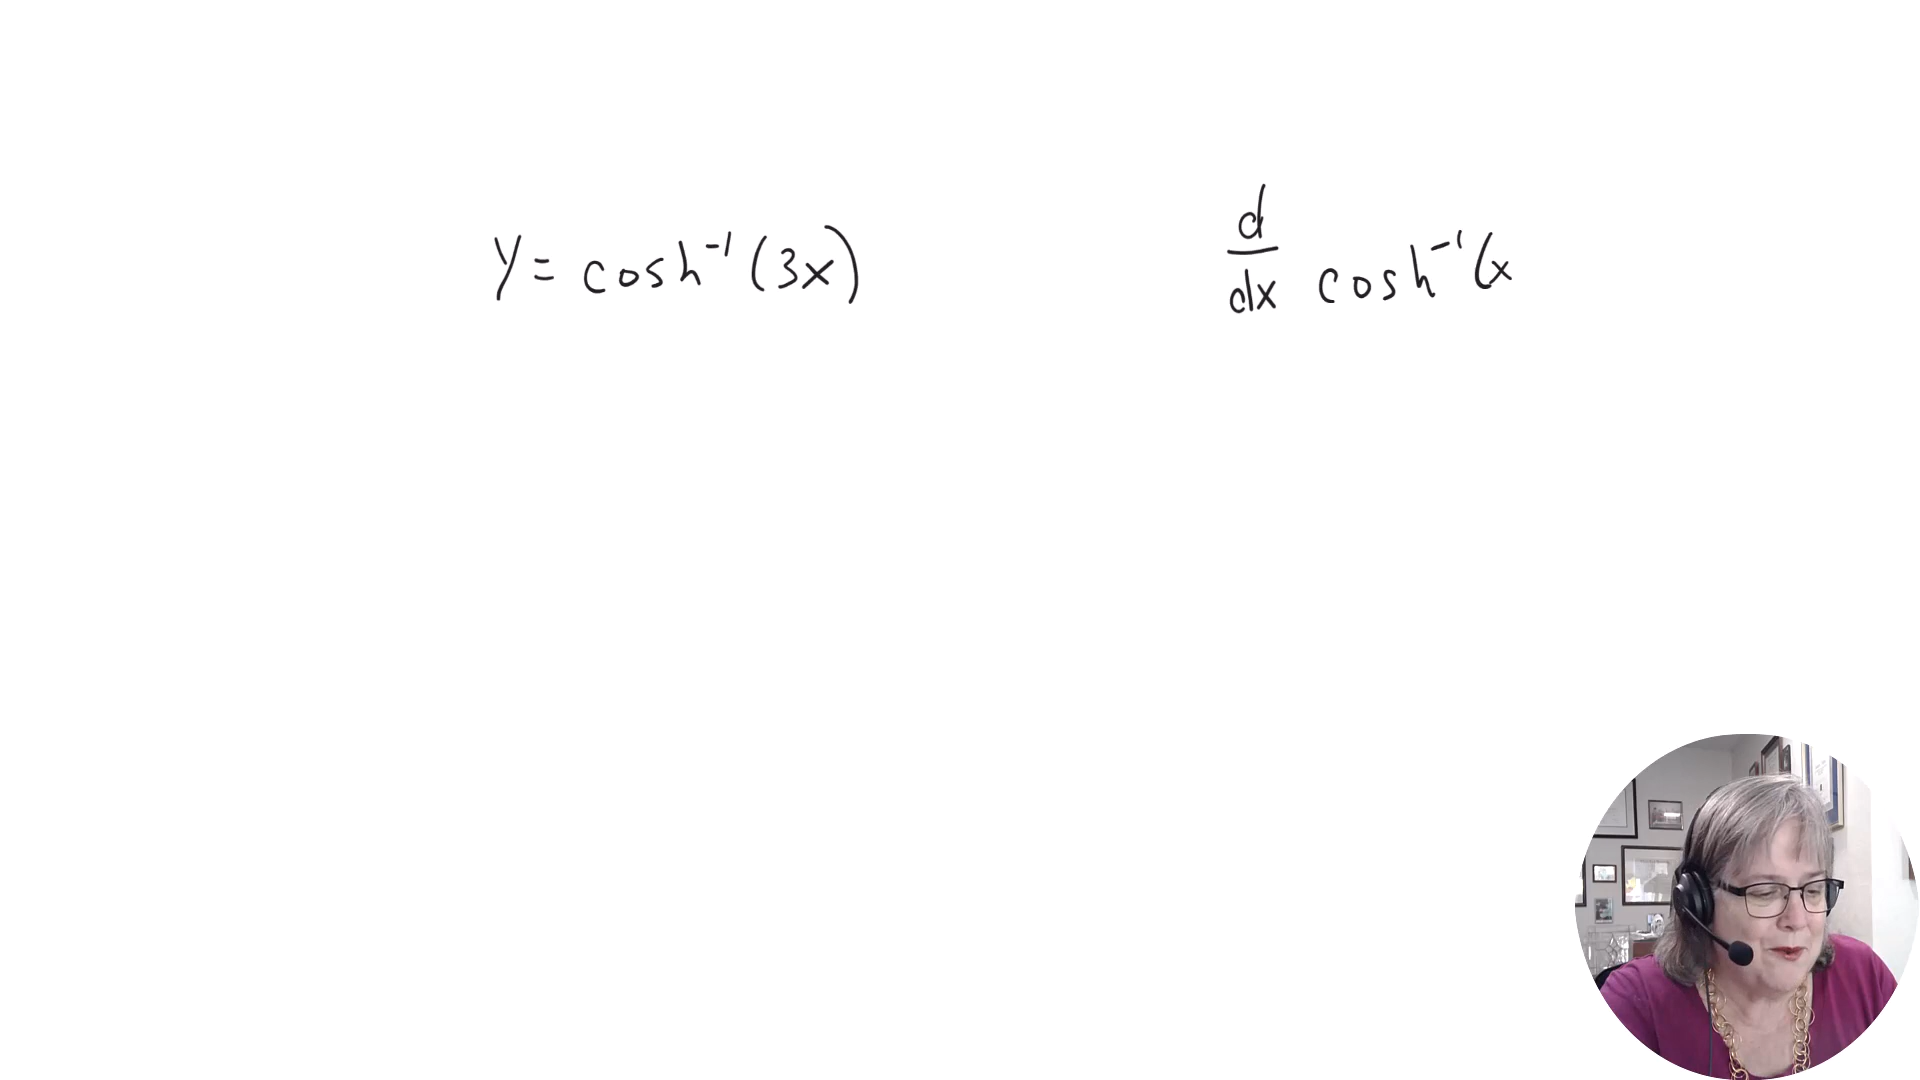 y = cosh⁻¹(3x)
d/dx cosh⁻¹(x